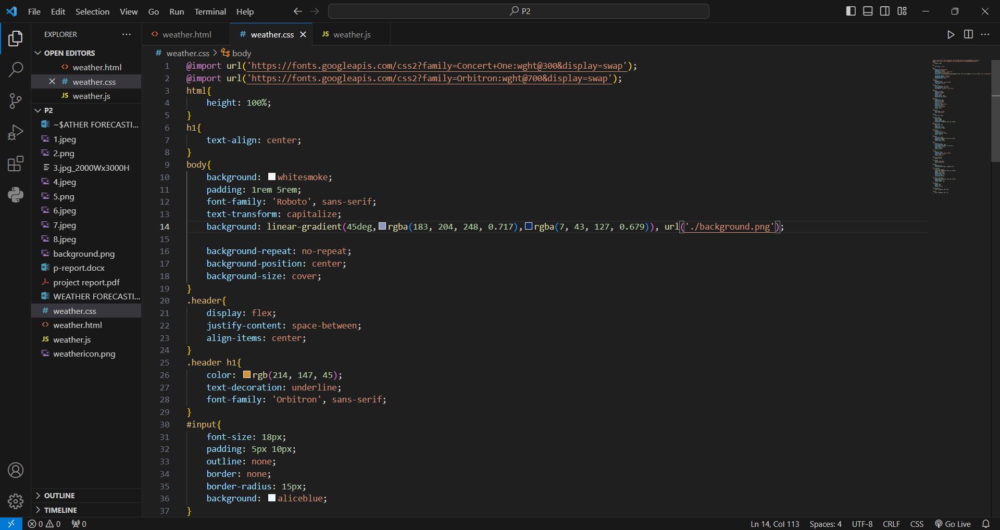 File Edit Selection View Go Run Terminal Help
P2
EXPLORER
OPEN EDITORS
weather.html
weather.css
JS weather.js
P2
~$ATHER FORECASTI...
1.jpeg
2.png
3.jpg_2000Wx3000H
4.jpeg
5.png
6.jpeg
7.jpeg
8.jpeg
background.png
p-report.docx
project report.pdf
WEATHER FORECASTI...
# weather.css
weather.html
JS weather.js
weathericon.png
OUTLINE
TIMELINE
<> weather.html # weather.css JS weather.js
# weather.css > body
1 @import url('https://fonts.googleapis.com/css2?family=Concert+One:wght@300&display=swap');
2 @import url('https://fonts.googleapis.com/css2?family=Orbitron:wght@700&display=swap');
3 html{
4 height: 100%;
5 }
6 h1{
7 text-align: center;
8 }
9 body{
10 background: whitesmoke;
11 padding: 1rem 5rem;
12 font-family: 'Roboto', sans-serif;
13 text-transform: capitalize;
14 background: linear-gradient(45deg,rgba(183, 204, 248, 0.717),rgba(7, 43, 127, 0.679)), url('./background.png');
15
16 background-repeat: no-repeat;
17 background-position: center;
18 background-size: cover;
19 }
20 .header{
21 display: flex;
22 justify-content: space-between;
23 align-items: center;
24 }
25 .header h1{
26 color: rgb(214, 147, 45);
27 text-decoration: underline;
28 font-family: 'Orbitron', sans-serif;
29 }
30 #input{
31 font-size: 18px;
32 padding: 5px 10px;
33 outline: none;
34 border: none;
35 border-radius: 15px;
36 background: aliceblue;
37 }
0 0 0 Ln 14, Col 113 Spaces: 4 UTF-8 CRLF CSS Go Live